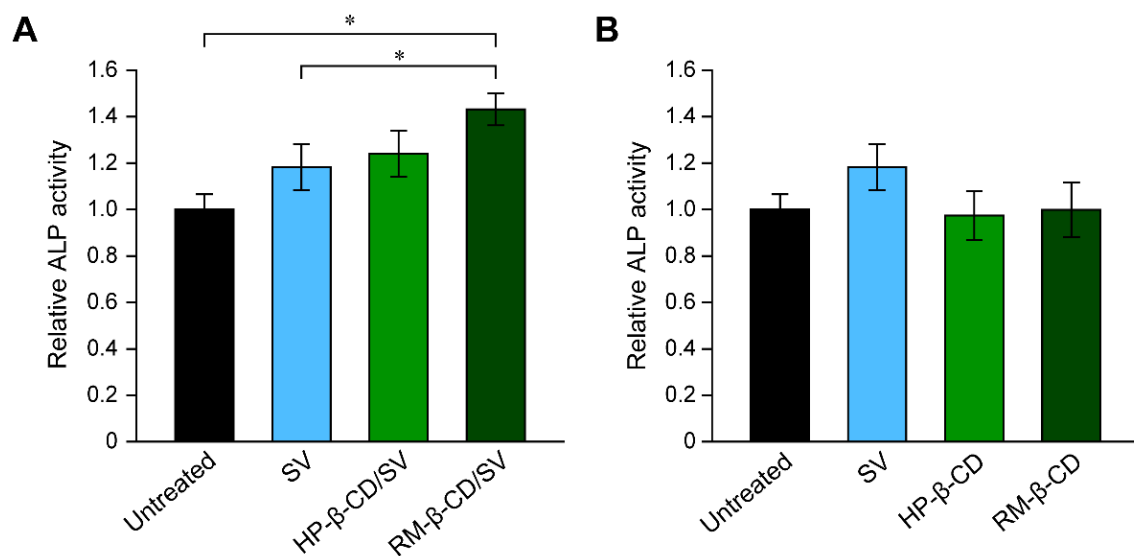 A
*
*
Relative ALP activity
1.6
1.4
1.2
1.0
0.8
0.6
0.4
0.2
0
Untreated
SV
HP-β-CD/SV
RM-β-CD/SV
B
Relative ALP activity
1.6
1.4
1.2
1.0
0.8
0.6
0.4
0.2
0
Untreated
SV
HP-β-CD
RM-β-CD